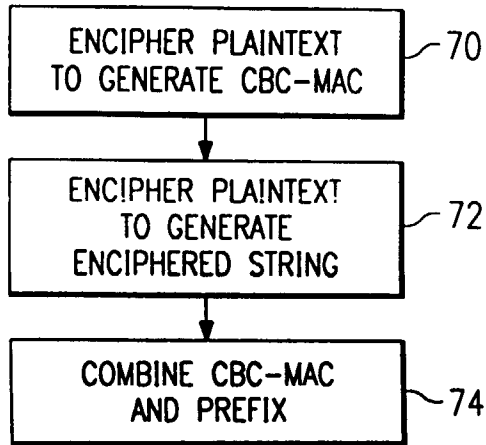 ENCIPHER PLAINTEXT
TO GENERATE CBC-MAC
70
ENCIPHER PLAINTEXT
TO GENERATE
ENCIPHERED STRING
72
COMBINE CBC-MAC
AND PREFIX
74